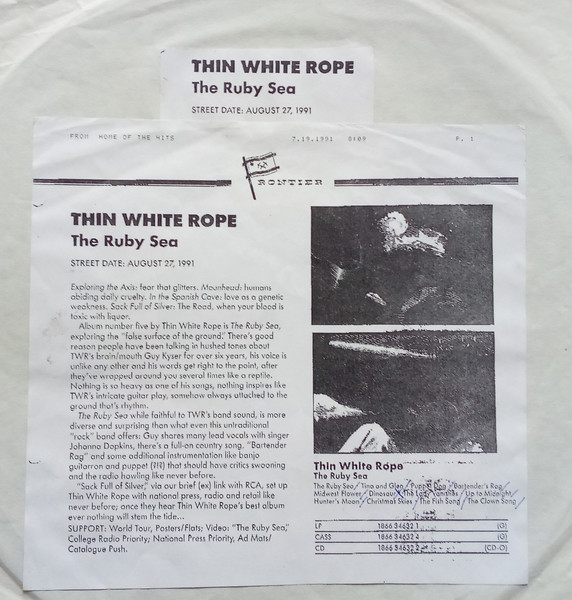 THIN WHITE ROPE
The Ruby Sea
STREET DATE: AUGUST 27, 1991
FROM HOME OF THE HITS 7.19.1991 8:09 P. 1
FRONTIER
THIN WHITE ROPE
The Ruby Sea
STREET DATE: AUGUST 27, 1991
Exploring the Axis: fear that glitters. Moonhead: humans
abiding daily cruelty. In the Spanish Cave: love as a genetic
weakness. Sack Full of Silver: The Road, when your blood is
toxic with liquor.
Album number five by Thin White Rope is The Ruby Sea,
exploring the "false surface of the ground." There's good
reason people have been talking in hushed tones about
TWR's brain/mouth Guy Kyser for over six years, his voice is
unlike any other and his words get right to the point, after
they've wrapped around you several times like a reptile.
Nothing is so heavy as one of his songs, nothing inspires like
TWR's intricate guitar play, somehow always attached to the
ground that's rhythm.
The Ruby Sea while faithful to TWR's band sound, is more
diverse and surprising than what even this untraditional
"rock" band offers: Guy shares many lead vocals with singer
Johanna Dopkins, there's a full-on country song, "Bartender's
Rag" and some additional instrumentation like banjo
guitarron and puppet (?!?) that should have critics swooning
and the radio howling like never before.
"Sack Full of Silver," via our brief (ex) link with RCA, set up
Thin White Rope with national press, radio and retail like
never before; once they hear Thin White Rope's best album
ever nothing will stem the tide...
SUPPORT: World Tour, Posters/Flats; Video: "The Ruby Sea,"
College Radio Priority; National Press Priority, Ad Mats/
Catalogue Push.
Thin White Rope
The Ruby Sea
The Ruby Sea/ Tina and Glen/ Puppet Dog/ Bartender's Rag/
Midwest Flower/ Dinosaur/ The Lady Vanishes/ Up to Midnight/
Hunter's Moon/ Christmas Skies/ The Fish Song/ The Clown Song/
LP 1866 34632 1 (G)
CASS 1866 34632 4 (G)
CD 1866 34632 2 (CD-O)